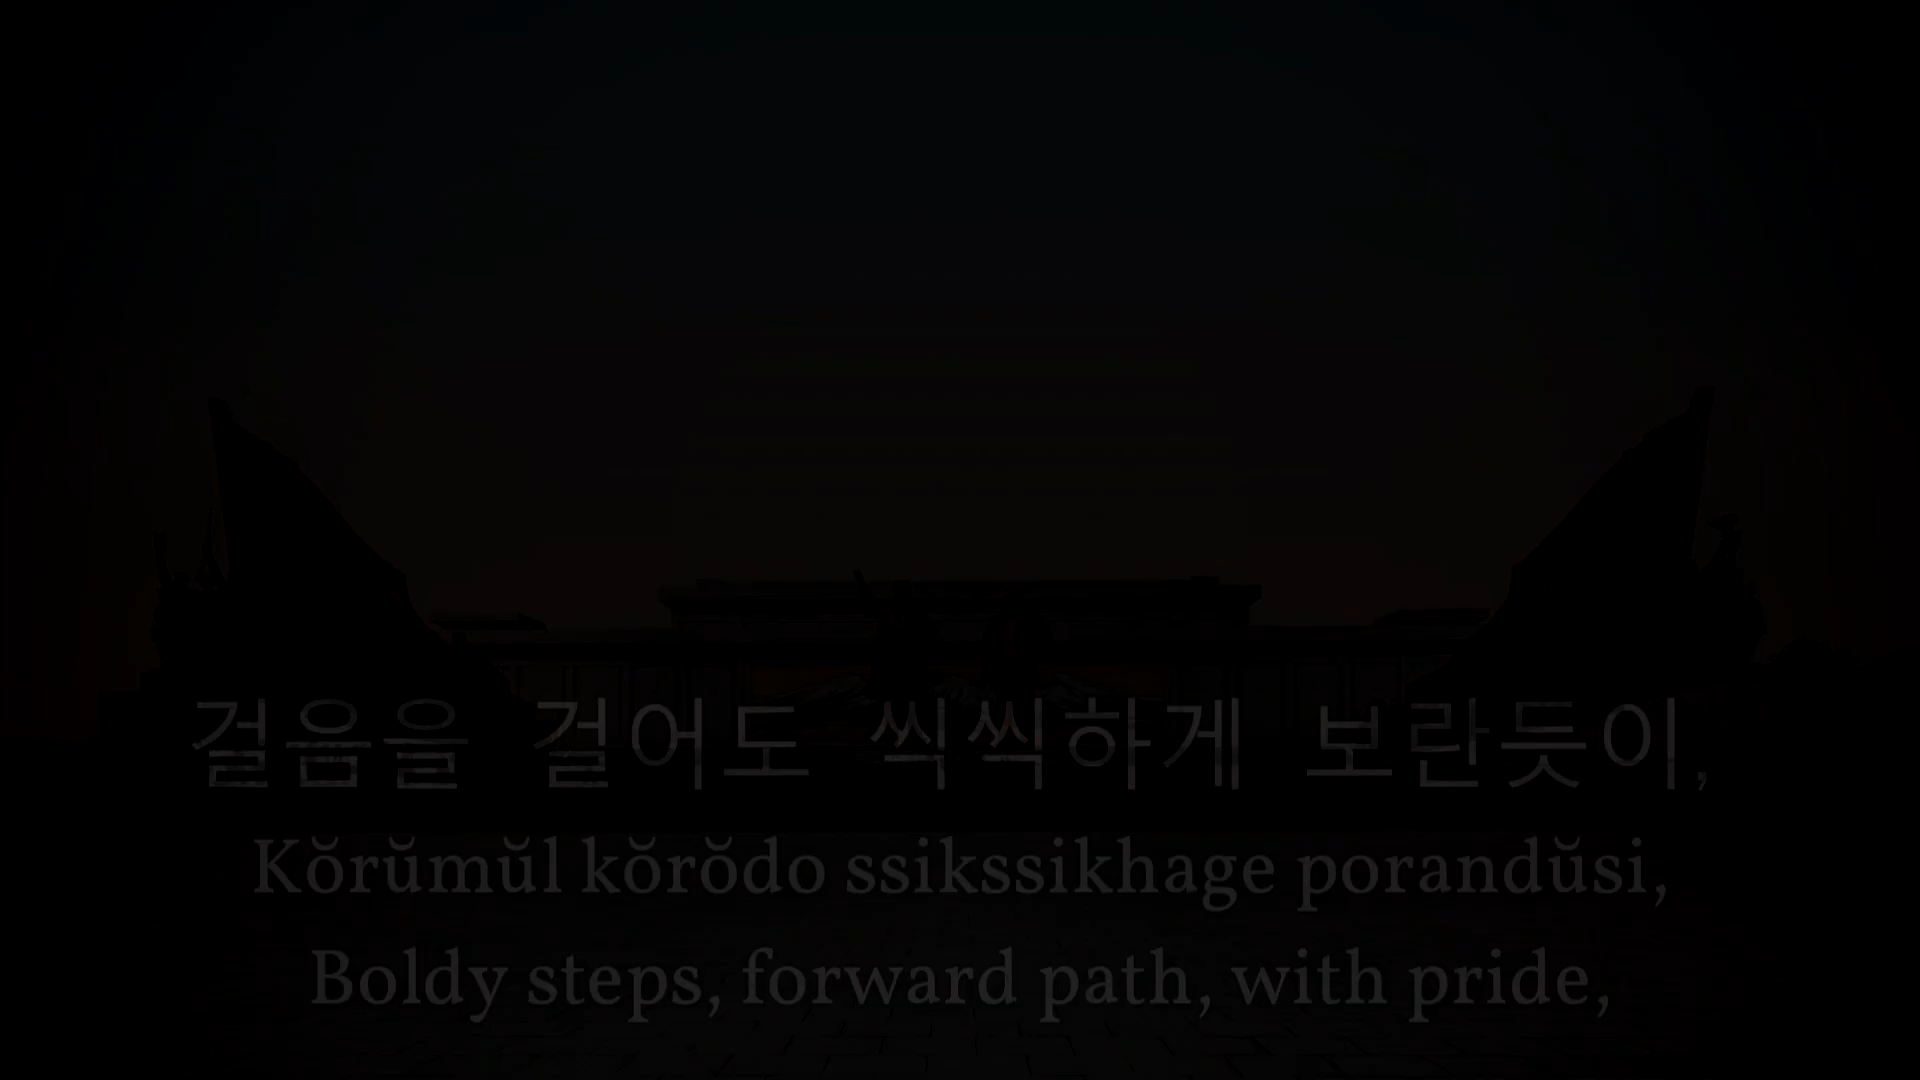 걸음을 걸어도 씩씩하게 보란듯이,
Kŏrŭmŭl kŏrŏdo ssikssikhage porandŭsi,
Boldy steps, forward path, with pride,